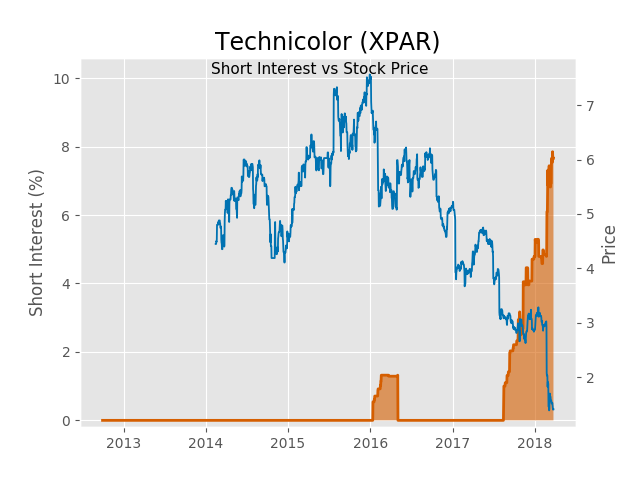 Technicolor (XPAR)
Short Interest vs Stock Price
Short Interest (%)
10
8
6
4
2
0
7
6
5
4
3
2
Price
2013 2014 2015 2016 2017 2018